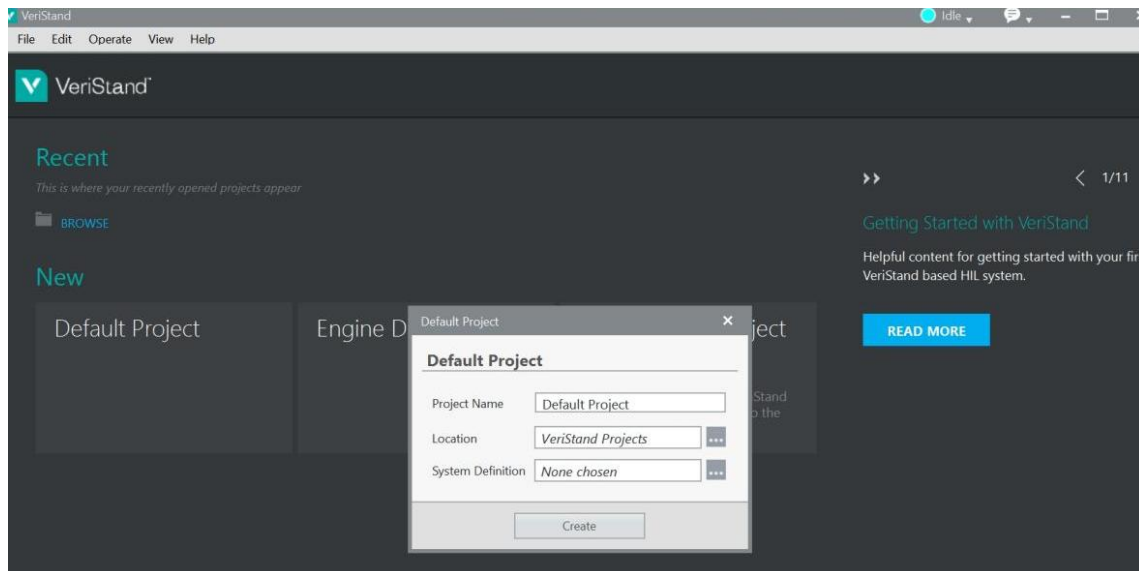 VeriStand
Idle
File Edit Operate View Help
VeriStand
Recent
This is where your recently opened projects appear
BROWSE
New
Default Project
Engine D
ject
Stand
the
Default Project
Default Project
Project Name Default Project
Location VeriStand Projects
System Definition None chosen
Create
1/11
Getting Started with VeriStand
Helpful content for getting started with your fir
VeriStand based HIL system.
READ MORE